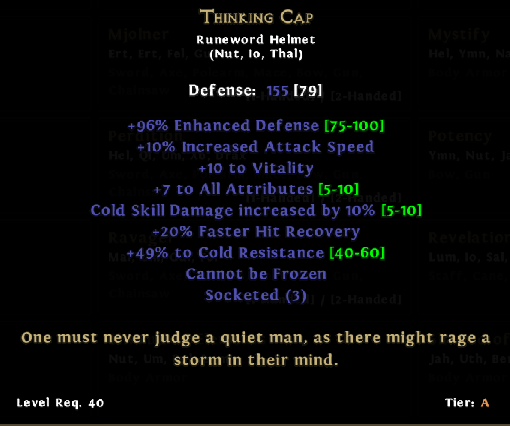 Thinking Cap
Runeword Helmet
(Nut, Io, Thal)
Defense: 155 [79]
+96% Enhanced Defense [75-100]
+10% Increased Attack Speed
+10 to Vitality
+7 to All Attributes [5-10]
Cold Skill Damage increased by 10% [5-10]
+20% Faster Hit Recovery
+49% to Cold Resistance [40-60]
Cannot be Frozen
Socketed (3)
One must never judge a quiet man, as there might rage a
storm in their mind.
Level Req. 40 Tier: A